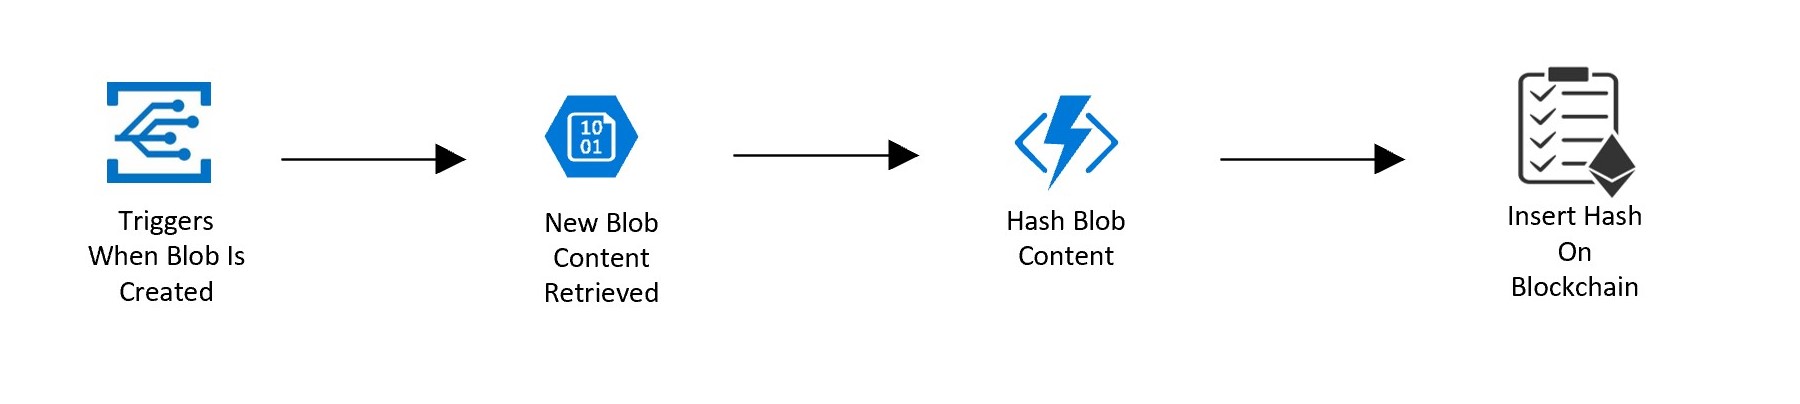 Triggers
When Blob Is
Created
10
01
New Blob
Content
Retrieved
Hash Blob
Content
Insert Hash
On
Blockchain